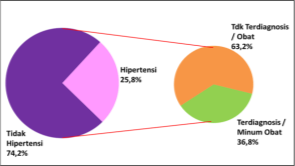 Tdk Terdiagnosis
/ Obat
63,2%
Hipertensi
25,8%
Terdiagnosis /
Minum Obat
36,8%
Tidak
Hipertensi
74,2%